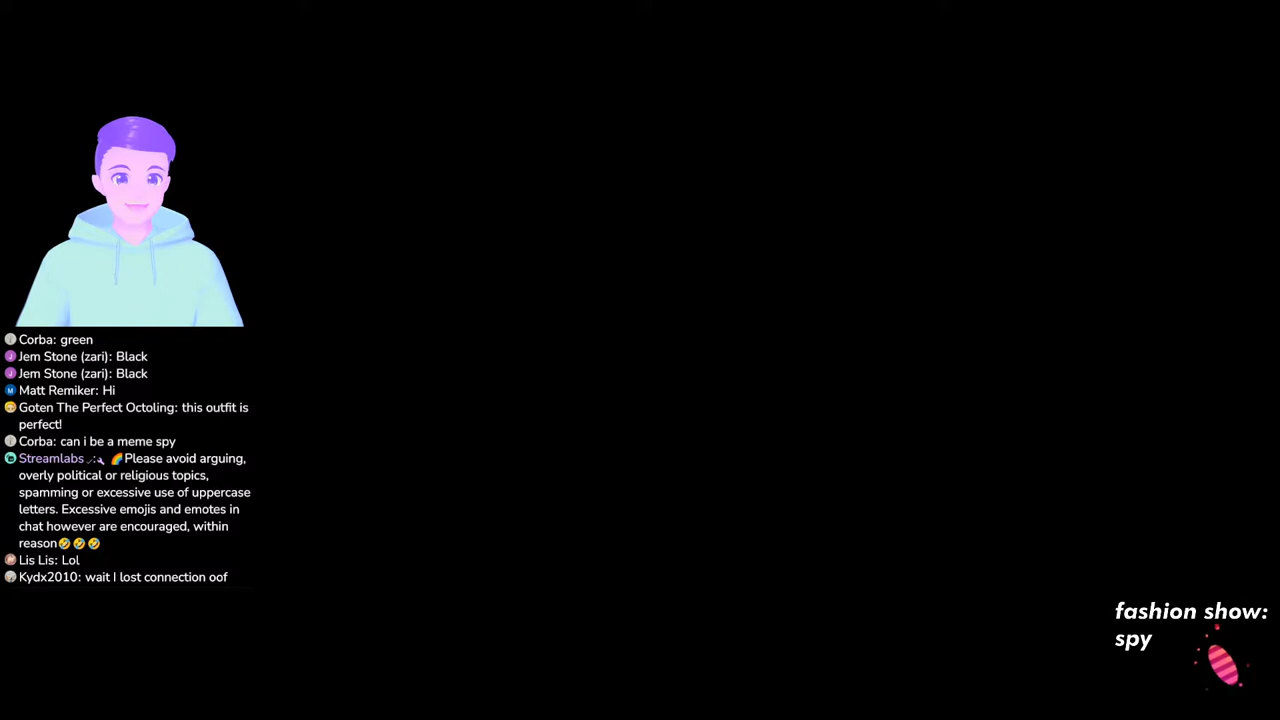 Corba: green
J Jem Stone (zari): Black
J Jem Stone (zari): Black
M Matt Remiker: Hi
Goten The Perfect Octoling: this outfit is
perfect!
Corba: can i be a meme spy
Streamlabs 🌈Please avoid arguing,
overly political or religious topics,
spamming or excessive use of uppercase
letters. Excessive emojis and emotes in
chat however are encouraged, within
reason🤣🤣🤣
Lis Lis: Lol
Kydx2010: wait I lost connection oof
fashion show:
spy